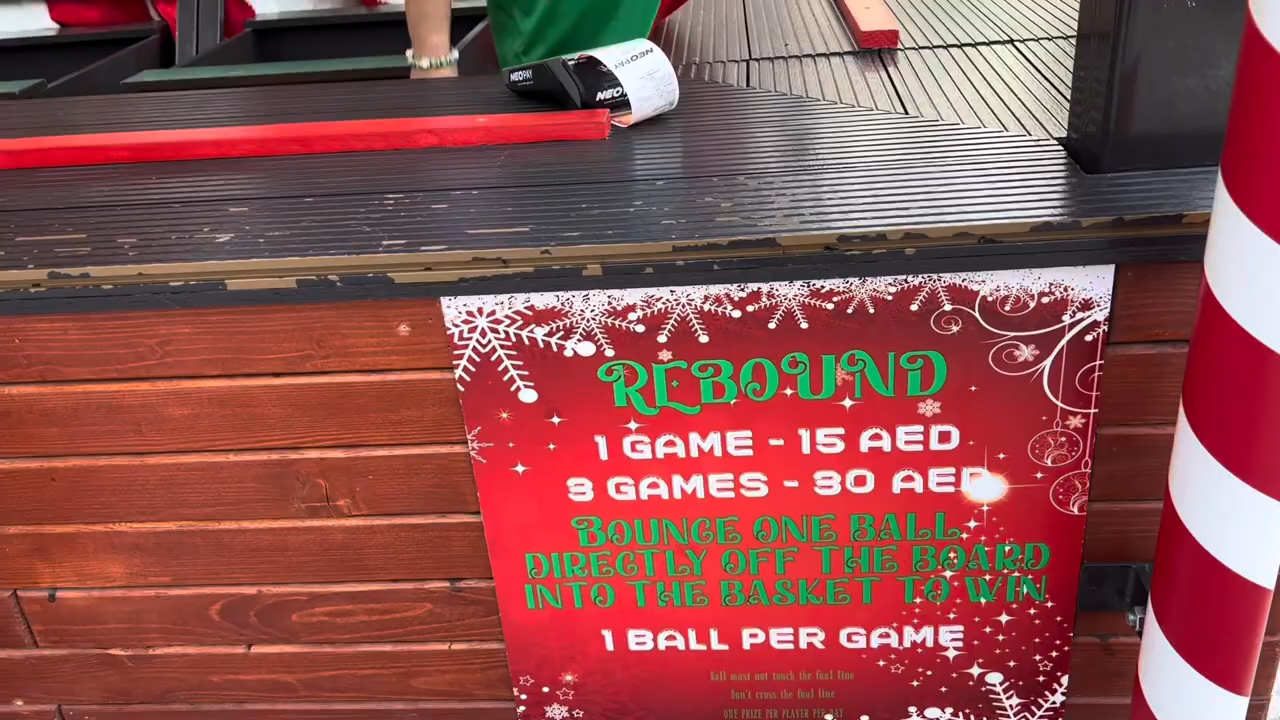 NEOPAY
NEOPAY
NEO
REBOUND
1 GAME - 15 AED
3 GAMES - 30 AED
BOUNCE ONE BALL
DIRECTLY OFF THE BOARD
INTO THE BASKET TO WIN
1 BALL PER GAME
Ball must not touch the foul line
Don't cross the foul line
ONE PRIZE PER PLAYER PER DAY